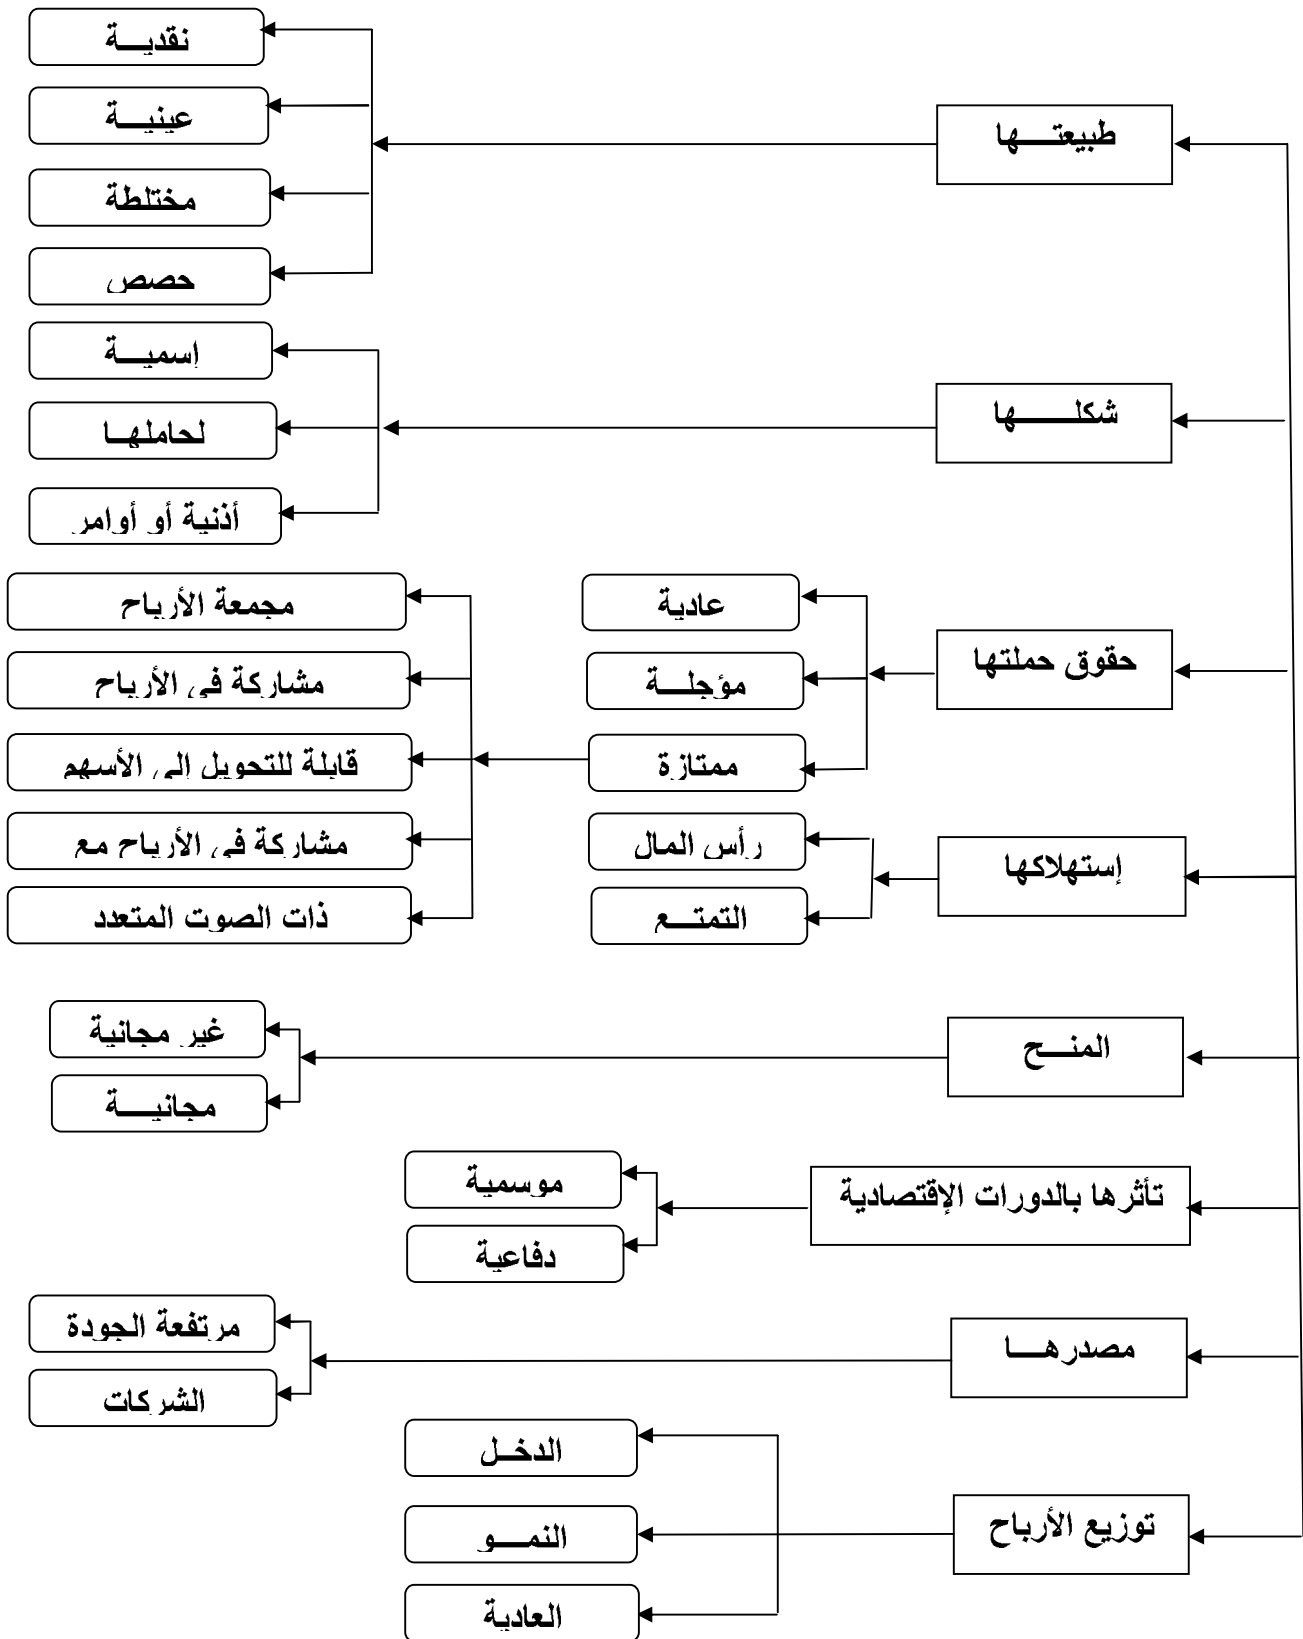 طبيعتـــها
نقديـــة
عينيـــة
مختلطة
حصص
شكلـــــها
إسميـــة
لحاملهـا
أذنية أو أوامر
حقوق حملتها
عادية
مؤجلـــة
ممتازة
مجمعة الأرباح
مشاركة في الأرباح
قابلة للتحويل إلى الأسهم
مشاركة في الأرباح مع
ذات الصوت المتعدد
إستهلاكها
رأس المال
التمتـــع
المنـــح
غير مجانية
مجانيـــة
تأثرها بالدورات الإقتصادية
موسمية
دفاعية
مصدرهـــا
مرتفعة الجودة
الشركات
توزيع الأرباح
الدخــل
النمـــو
العادية